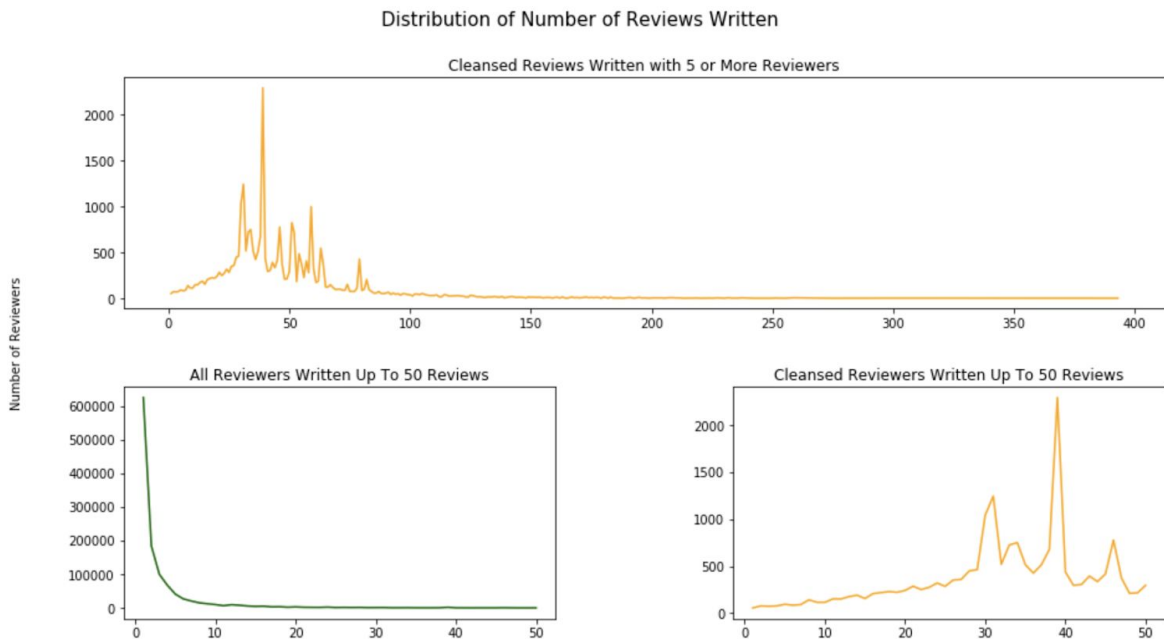 Distribution of Number of Reviews Written
Cleansed Reviews Written with 5 or More Reviewers
2000
1500
1000
500
0
0 50 100 150 200 250 300 350 400
Number of Reviewers
All Reviewers Written Up To 50 Reviews
600000
500000
400000
300000
200000
100000
0
0 10 20 30 40 50
Cleansed Reviewers Written Up To 50 Reviews
2000
1500
1000
500
0
0 10 20 30 40 50